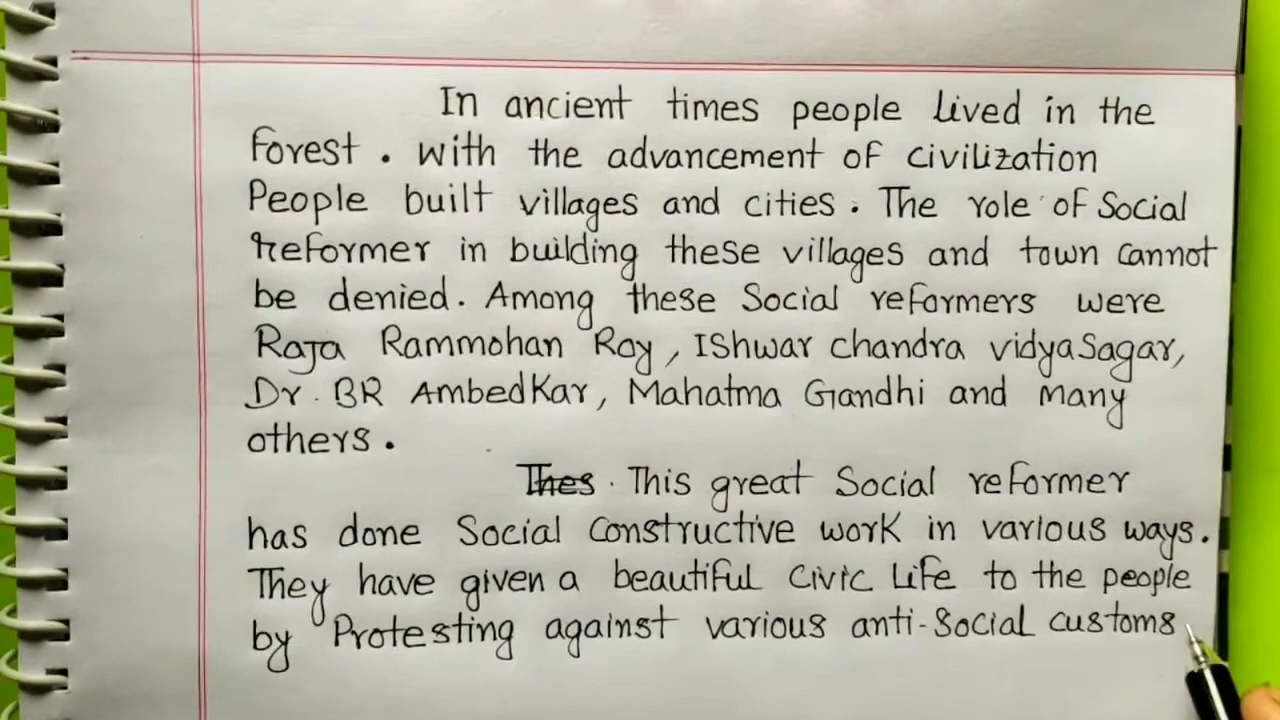 In ancient times people lived in the
forest. With the advancement of civilization
People built villages and cities. The role of Social
reformer in building these villages and town cannot
be denied. Among these Social reformers were
Raja Rammohan Roy, Ishwar chandra vidyasagar,
Dr. BR Ambedkar, Mahatma Gandhi and many
others.
Thes This great Social reformer
has done Social Constructive work in various ways.
They have given a beautiful Civic Life to the people
by Protesting against various anti-Social customs